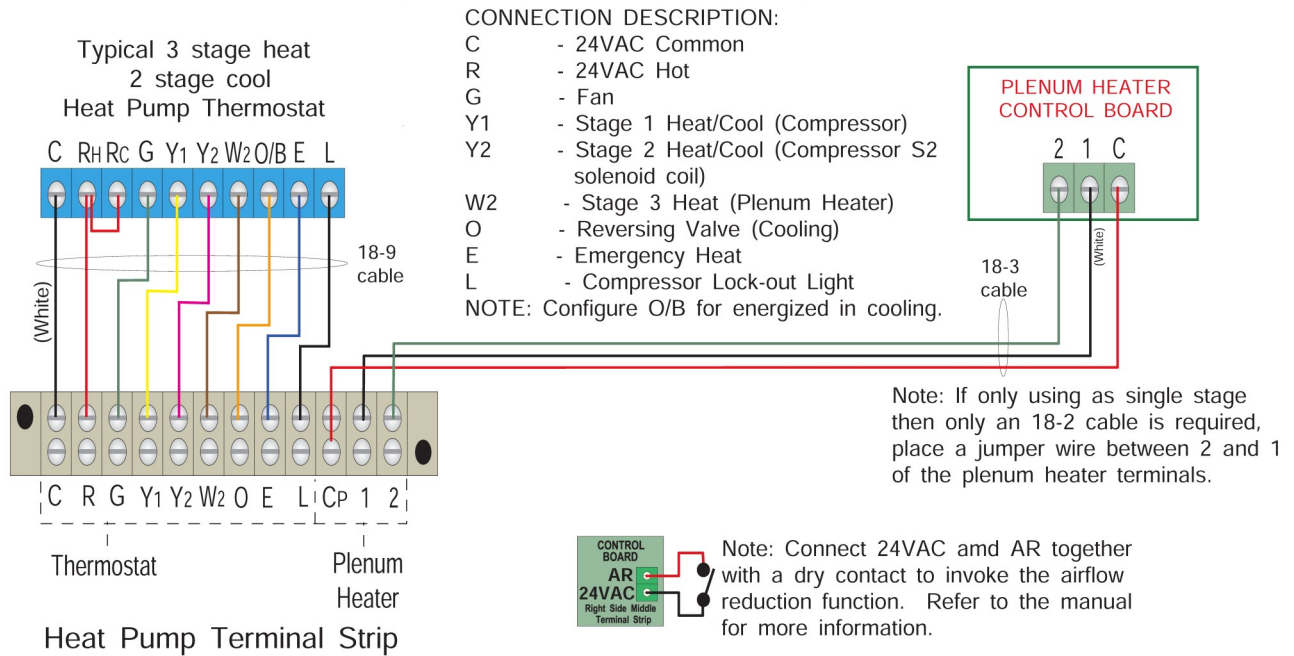 CONNECTION DESCRIPTION:
C - 24VAC Common
R - 24VAC Hot
G - Fan
Y1 - Stage 1 Heat/Cool (Compressor)
Y2 - Stage 2 Heat/Cool (Compressor S2
solenoid coil)
W2 - Stage 3 Heat (Plenum Heater)
O - Reversing Valve (Cooling)
E - Emergency Heat
L - Compressor Lock-out Light
NOTE: Configure O/B for energized in cooling.
Typical 3 stage heat
2 stage cool
Heat Pump Thermostat
C RH RC G Y1 Y2 W2 O/B E L
18-9
cable
(White)
C R G Y1 Y2 W2 O E L CP 1 2
Thermostat
Plenum
Heater
Heat Pump Terminal Strip
PLENUM HEATER
CONTROL BOARD
2 1 C
(White)
18-3
cable
Note: If only using as single stage
then only an 18-2 cable is required,
place a jumper wire between 2 and 1
of the plenum heater terminals.
CONTROL
BOARD
AR
24VAC
Right Side Middle
Terminal Strip
Note: Connect 24VAC amd AR together
with a dry contact to invoke the airflow
reduction function. Refer to the manual
for more information.